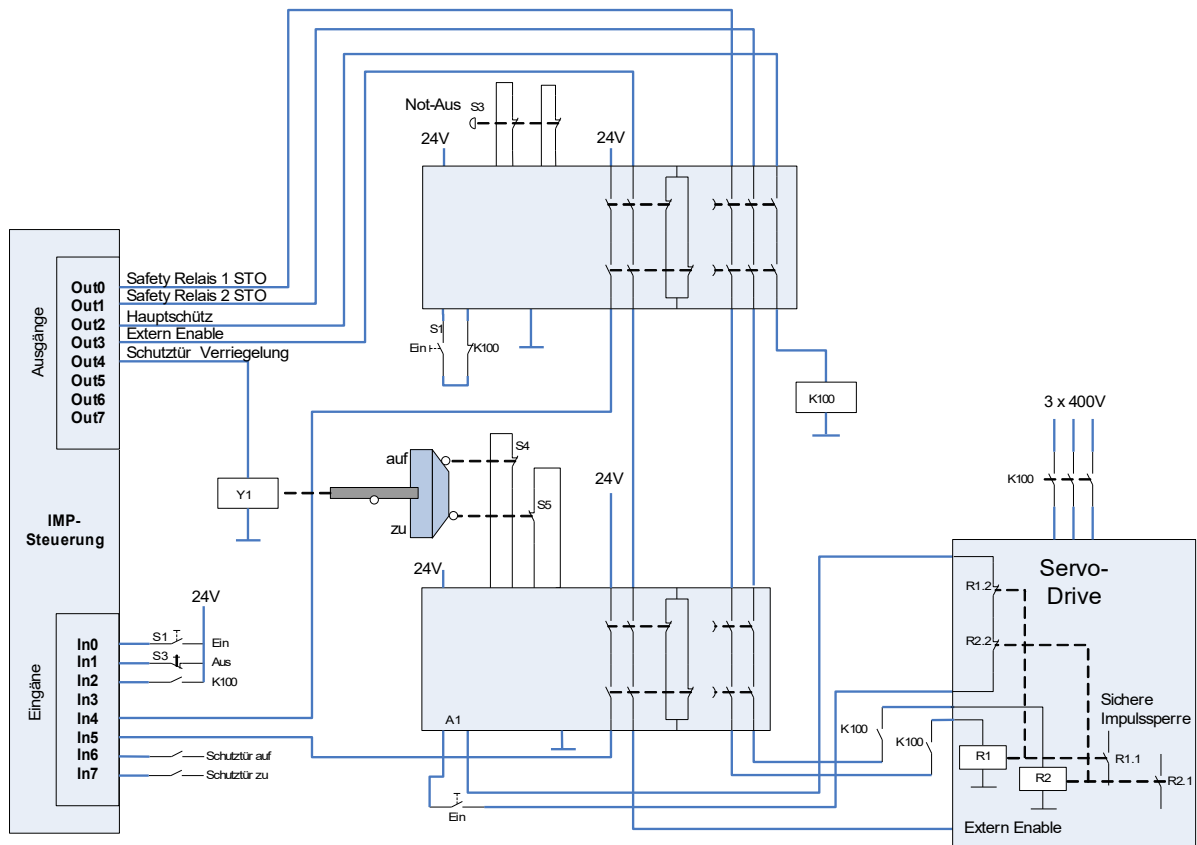 Not-Aus S3
24V
24V
Ausgänge
Out0
Out1
Out2
Out3
Out4
Out5
Out6
Out7
Safety Relais 1 STO
Safety Relais 2 STO
Hauptschütz
Extern Enable
Schutztür Verriegelung
S1
Ein
K100
K100
3 x 400V
K100
auf
zu
S4
S5
Y1
24V
24V
IMP-
Steuerung
Eingäne
In0
In1
In2
In3
In4
In5
In6
In7
24V
S1
Ein
S3
Aus
K100
Schutztür auf
Schutztür zu
A1
Ein
K100
K100
Servo-
Drive
R1.2
R2.2
Sichere
Impulssperre
R1
R1.1
R2
R2.1
Extern Enable